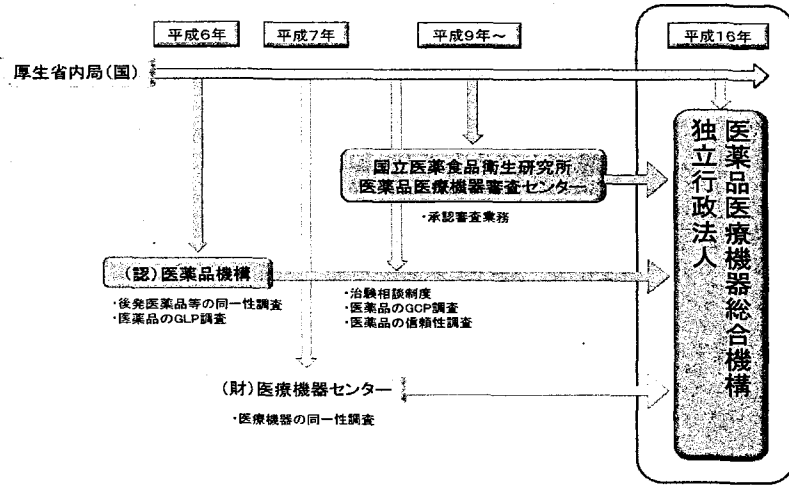 平成6年
平成7年
平成9年～
平成16年
厚生省内局(国)
国立医薬食品衛生研究所
医薬品医療機器審査センター
・承認審査業務
(認)医薬品機構
・後発医薬品等の同一性調査
・医薬品のGLP調査
・治験相談制度
・医薬品のGCP調査
・医薬品の信頼性調査
(財)医療機器センター
・医療機器の同一性調査
医薬品医療機器総合機構
独立行政法人